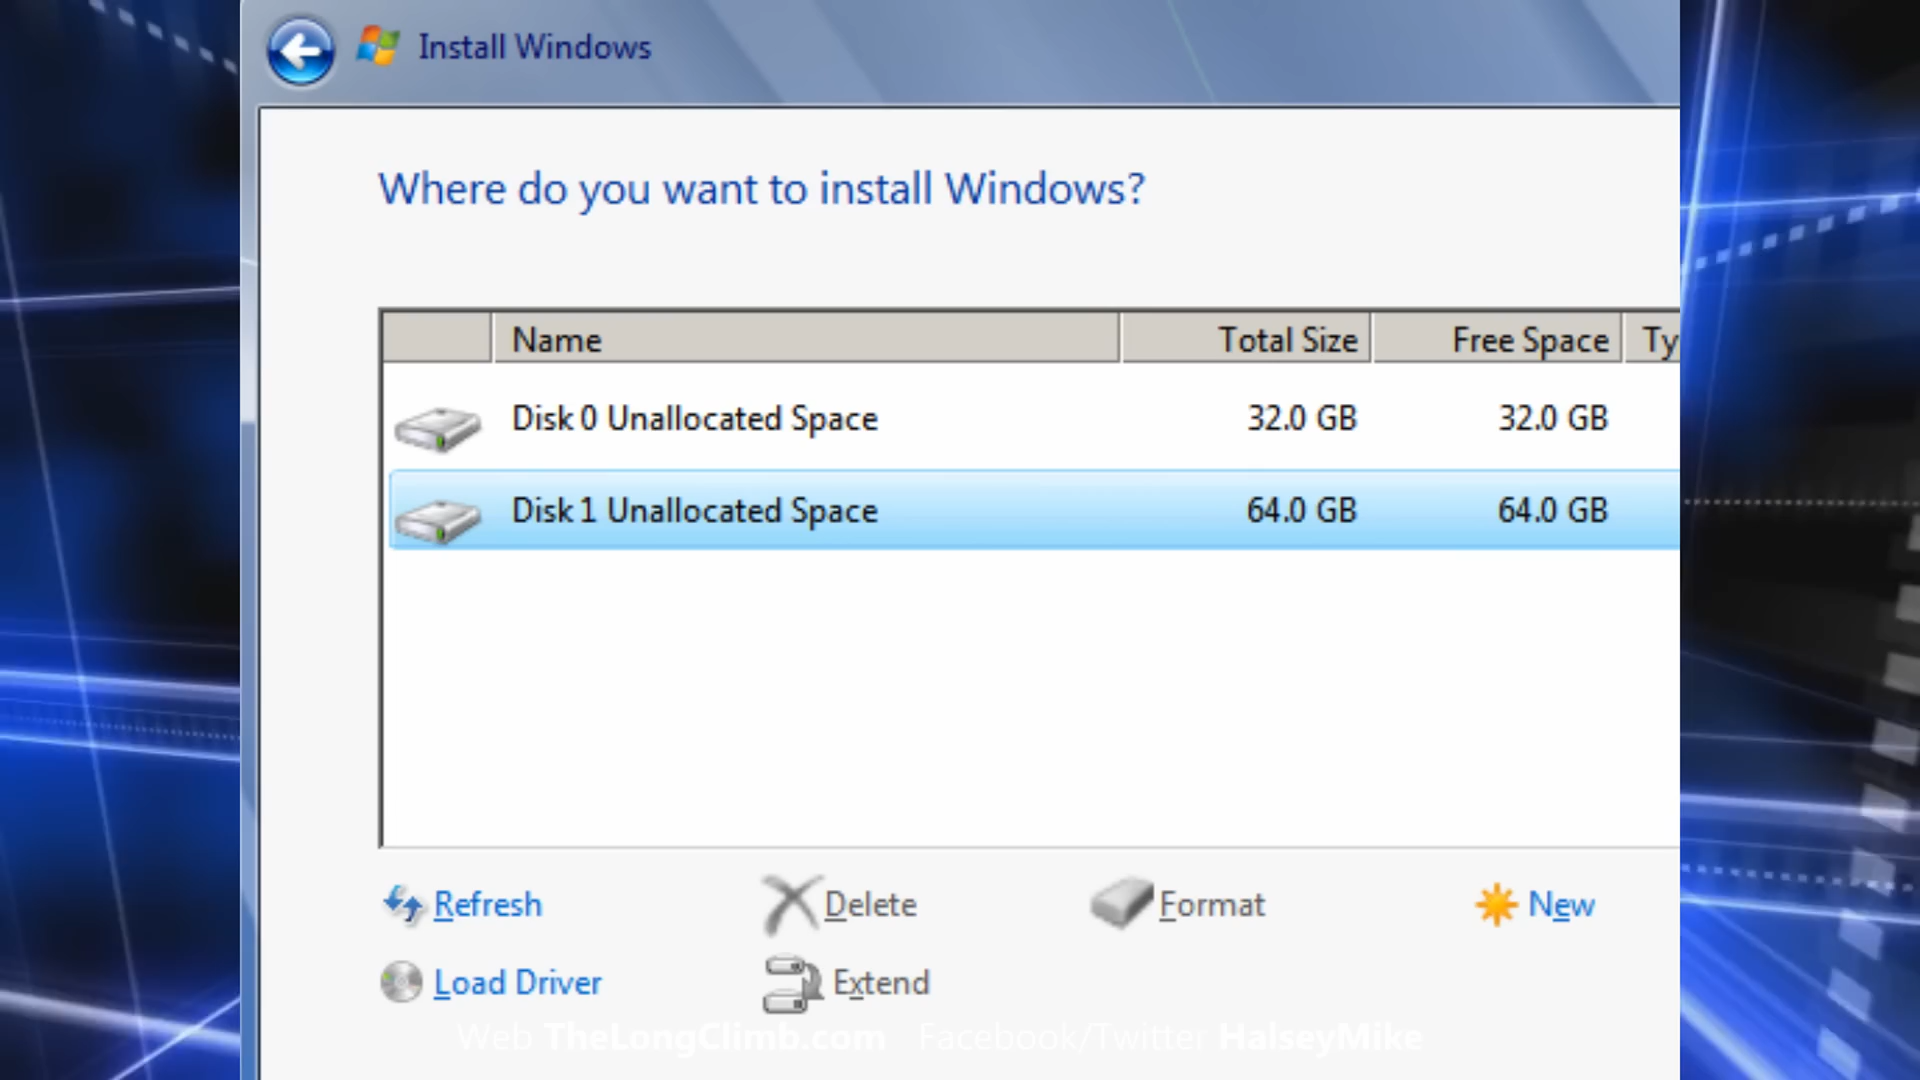 Install Windows
Where do you want to install Windows?
Name Total Size Free Space Ty
Disk 0 Unallocated Space 32.0 GB 32.0 GB
Disk 1 Unallocated Space 64.0 GB 64.0 GB
Refresh Delete Format New
Load Driver Extend
Web TheLongClimb.com Facebook/Twitter HalseyMike